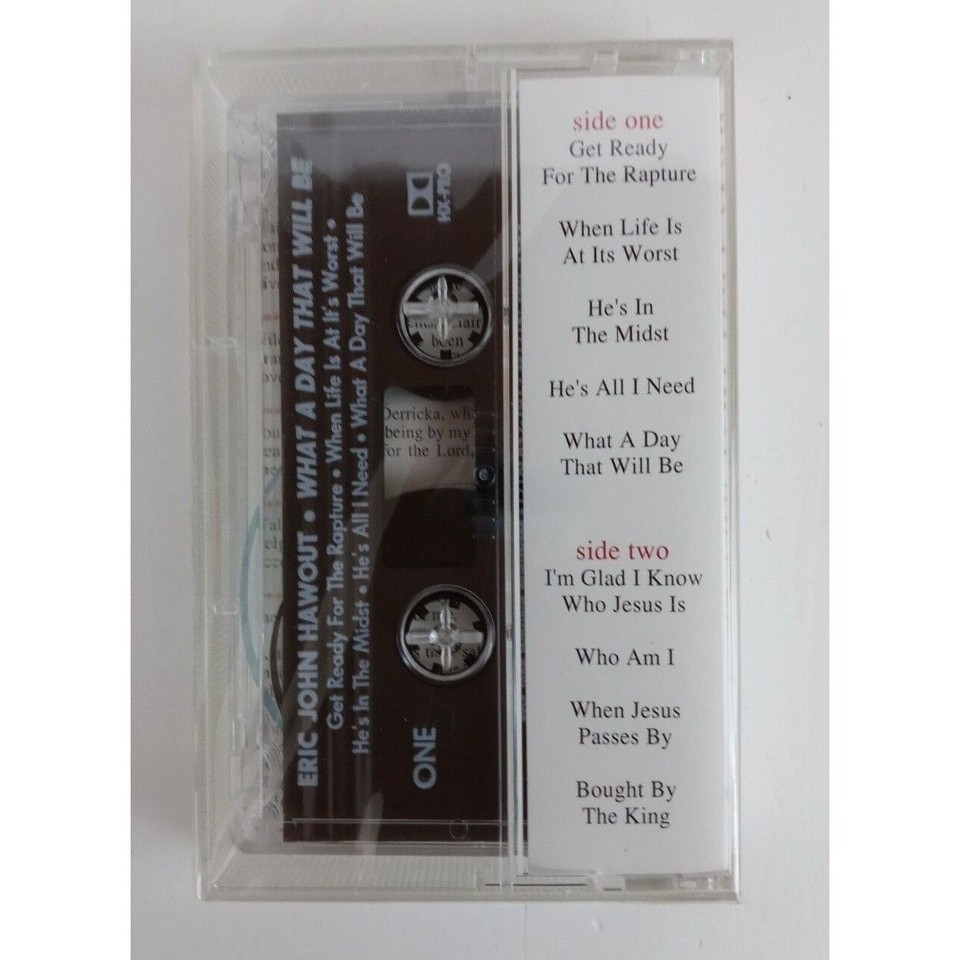 ERIC JOHN HAWOUT • WHAT A DAY THAT WILL BE
Get Ready For The Rapture • When Life Is At It's Worst •
He's In The Midst • He's All I Need • What A Day That Will Be
HX-PRO
ONE
been
Derricka, who
being by my
for the Lord,
side one
Get Ready
For The Rapture
When Life Is
At Its Worst
He's In
The Midst
He's All I Need
What A Day
That Will Be
side two
I'm Glad I Know
Who Jesus Is
Who Am I
When Jesus
Passes By
Bought By
The King